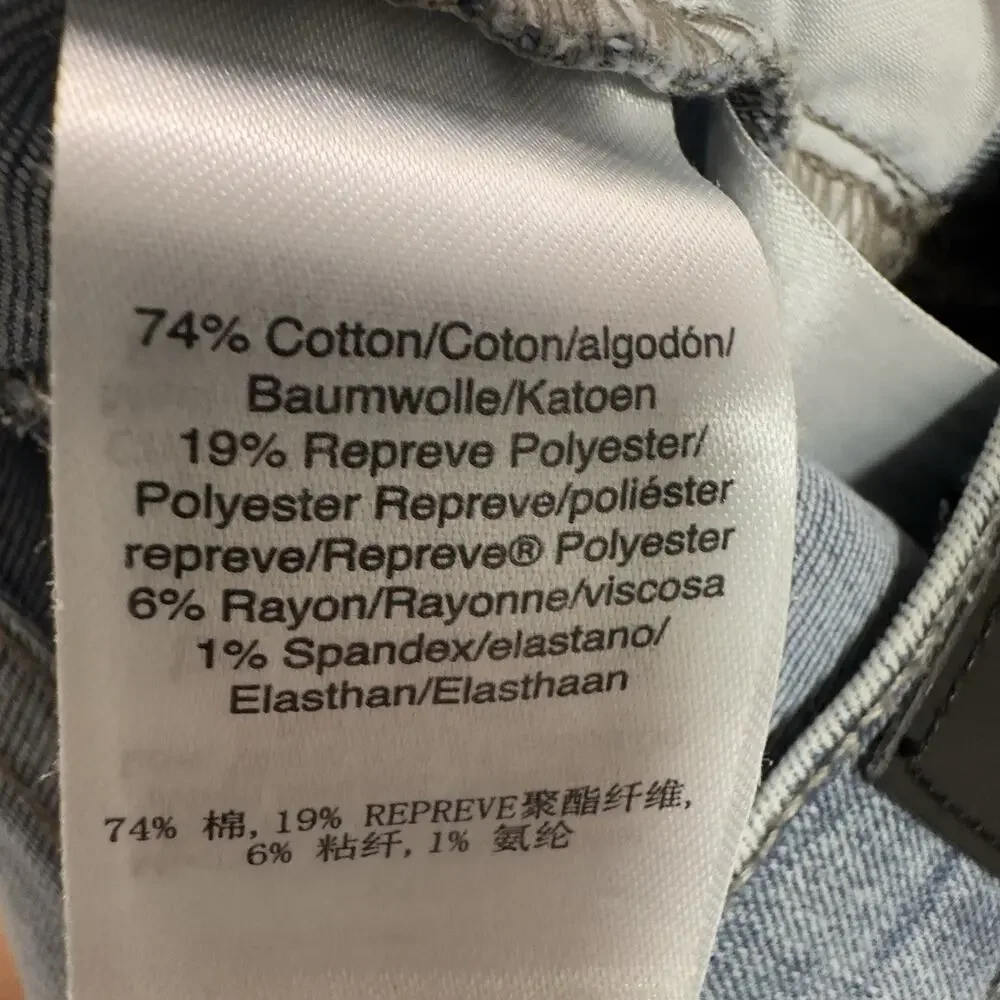 74% Cotton/Coton/algodón/
Baumwolle/Katoen
19% Repreve Polyester/
Polyester Repreve/poliéster
repreve/Repreve® Polyester
6% Rayon/Rayonne/viscosa
1% Spandex/elastano/
Elasthan/Elasthaan
74% 棉, 19% REPREVE聚酯纤维,
6% 粘纤, 1% 氨纶